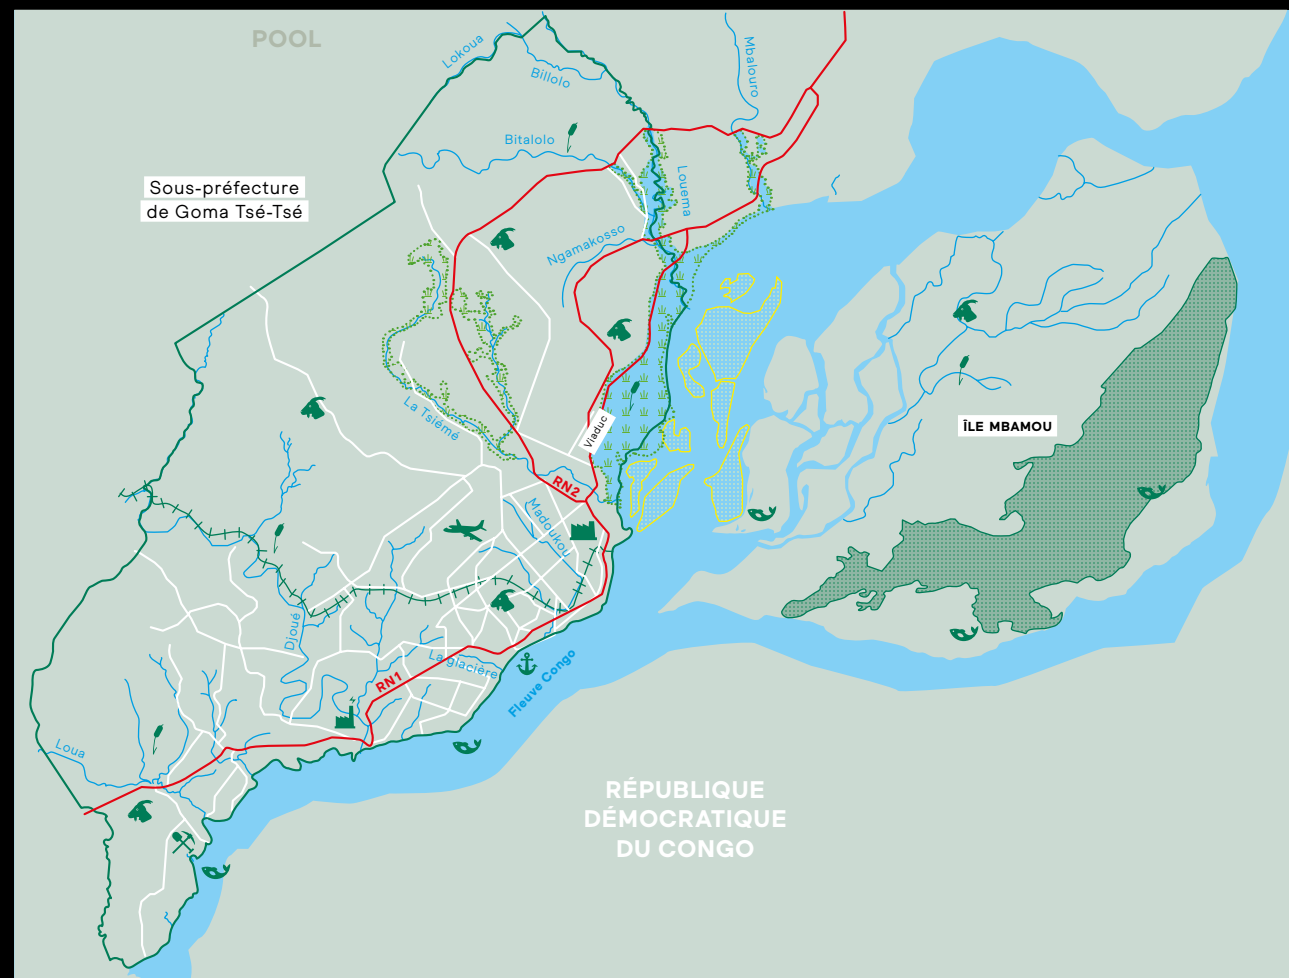 POOL
Lokoua
Billolo
Mbalouro
Bitalolo
Sous-préfecture
de Goma Tsé-Tsé
Louema
Ngamakosso
La Tsiémé
Viaduc
ÎLE MBAMOU
RN2
Madoukou
Djoué
La glacière
RN1
Fleuve Congo
Loua
RÉPUBLIQUE
DÉMOCRATIQUE
DU CONGO